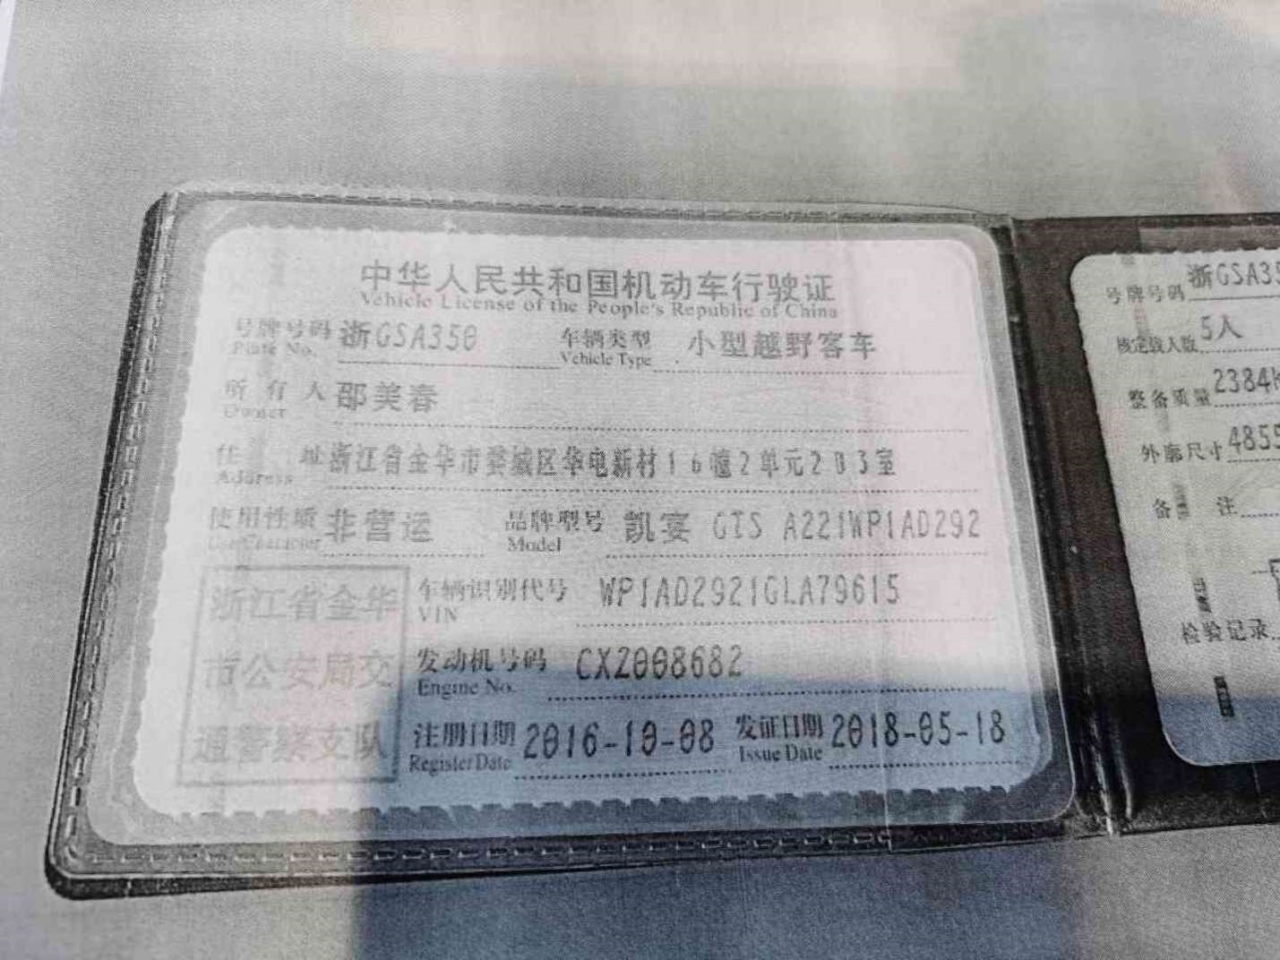 中华人民共和国机动车行驶证
Vehicle License of the People's Republic of China
号牌号码 浙GSA350 车辆类型 小型越野客车
Plate No. Vehicle Type
所有人 邵美春
Owner
住址 浙江省金华市婺城区华电新村16幢2单元203室
Address
使用性质 非营运 品牌型号 凯宴 GTS A221WP1AD292
Use Character Model
浙江省金华
市公安局交
通警察支队
车辆识别代号 WP1AD2921GLA79615
VIN
发动机号码 CXZ008682
Engine No.
注册日期 2016-10-08 发证日期 2018-05-18
Register Date Issue Date
号牌号码 浙GSA35
核定载人数 5人
整备质量 2384k
外廓尺寸 4855
备注
检验记录